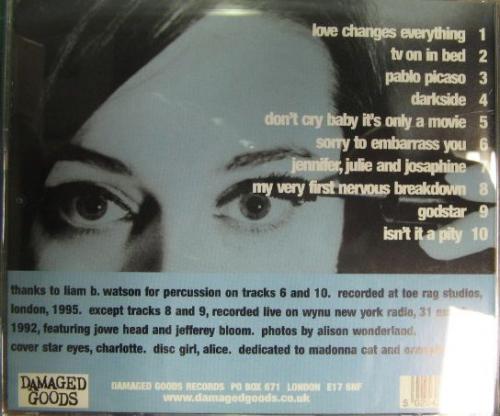 love changes everything 1
tv on in bed 2
pablo picaso 3
darkside 4
don't cry baby it's only a movie 5
sorry to embarrass you 6
jennifer, julie and josaphine 7
my very first nervous breakdown 8
godstar 9
isn't it a pity 10
thanks to liam b. watson for percussion on tracks 6 and 10. recorded at toe rag studios,
london, 1995. except tracks 8 and 9, recorded live on wynu new york radio, 31
1992, featuring jowe head and jefferey bloom. photos by alison wonderland.
cover star eyes, charlotte. disc girl, alice. dedicated to madonna cat and
DAMAGED
GOODS
DAMAGED GOODS RECORDS PO BOX 671 LONDON E17 6NF
www.damagedgoods.co.uk